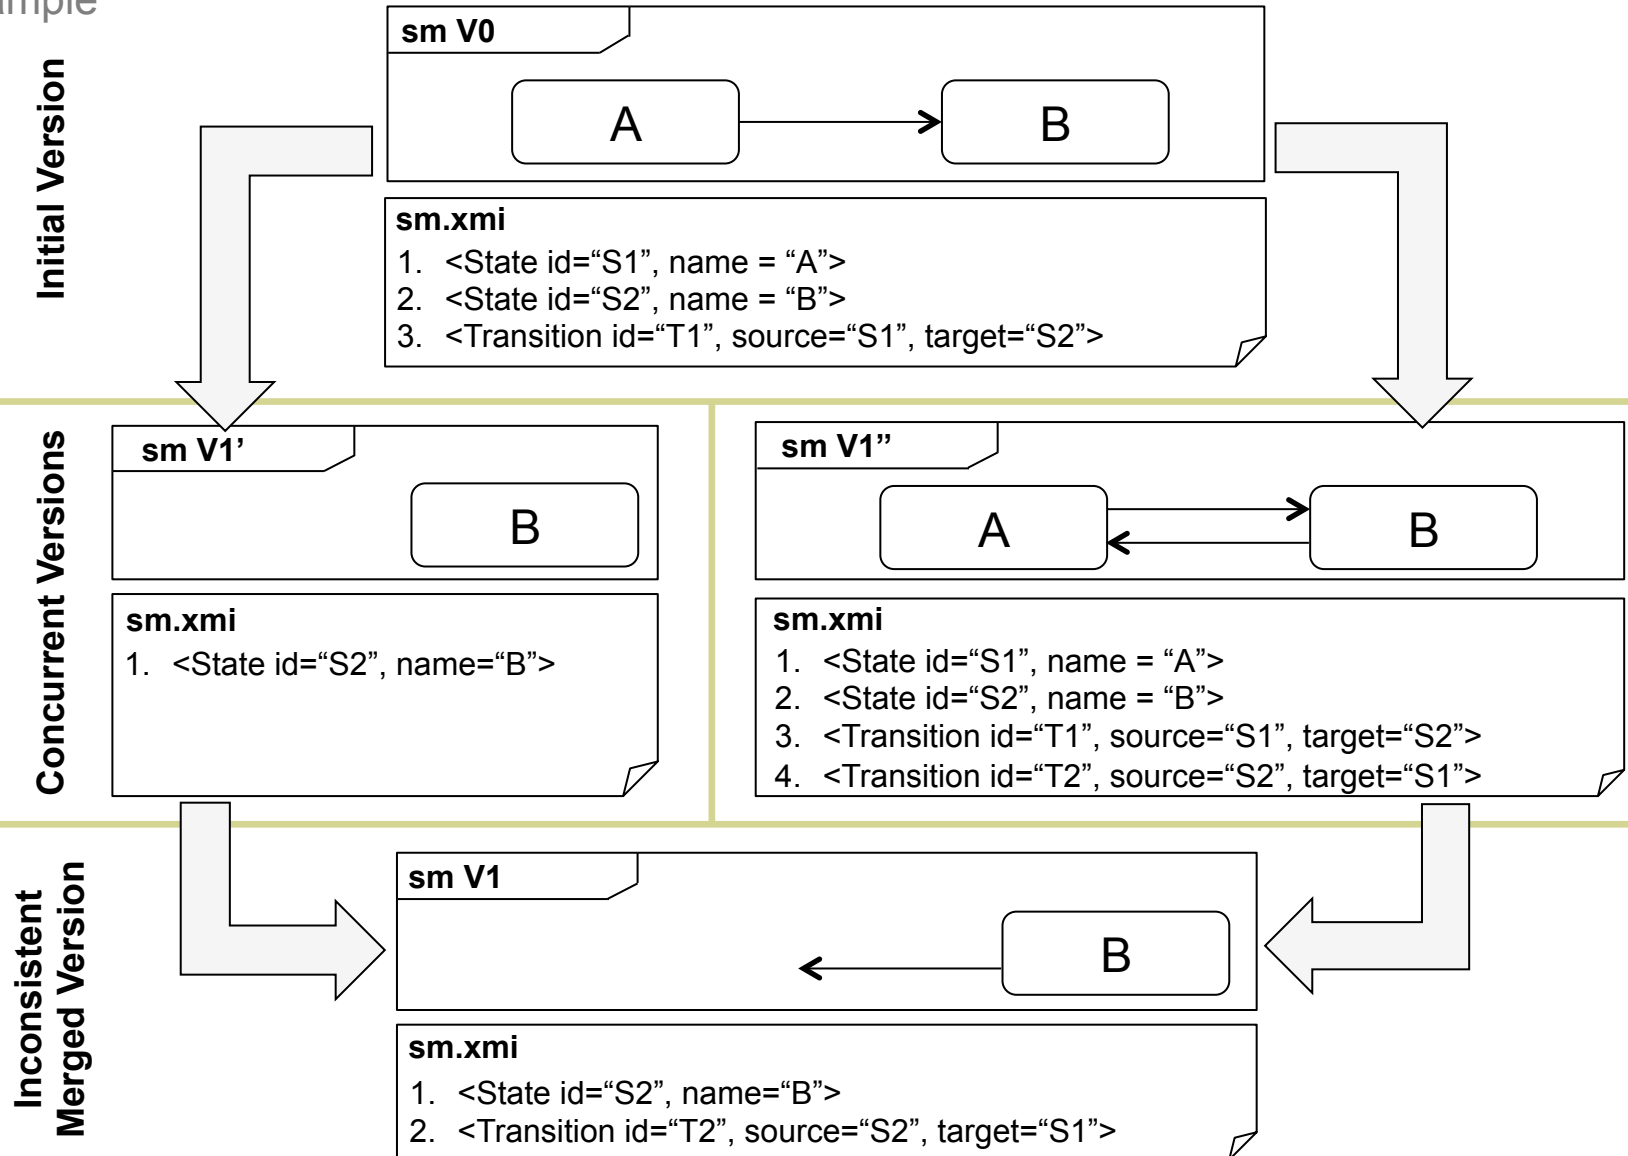 Initial Version
sm V0
A
B
sm.xmi
1. <State id=“S1”, name = “A”>
2. <State id=“S2”, name = “B”>
3. <Transition id=“T1”, source=“S1”, target=“S2”>
Concurrent Versions
sm V1’
B
sm.xmi
1. <State id=“S2”, name=“B”>
sm V1’’
A
B
sm.xmi
1. <State id=“S1”, name = “A”>
2. <State id=“S2”, name = “B”>
3. <Transition id=“T1”, source=“S1”, target=“S2”>
4. <Transition id=“T2”, source=“S2”, target=“S1”>
Inconsistent
Merged Version
sm V1
B
sm.xmi
1. <State id=“S2”, name=“B”>
2. <Transition id=“T2”, source=“S2”, target=“S1”>